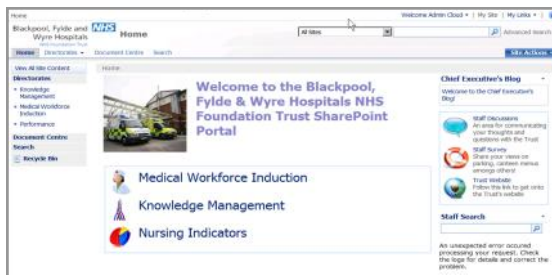 Home
Welcome Admin Cloud
My Site
My Links
Blackpool, Fylde and
Wyre Hospitals
NHS Foundation Trust
NHS
Home
All Sites
Advanced Search
Home
Directorates
Document Centre
Search
Site Actions
View All Site Content
Directorates
Knowledge
Management
Medical Workforce
Induction
Performance
Document Centre
Search
Recycle Bin
Home
Welcome to the Blackpool,
Fylde & Wyre Hospitals NHS
Foundation Trust SharePoint
Portal
Medical Workforce Induction
Knowledge Management
Nursing Indicators
Chief Executive's Blog
Welcome to the Chief Executive's
Blog!
Staff Discussions
An area for communicating
your thoughts and
questions with the Trust
Staff Survey
Share your views on
parking, canteen menus
amongst others!
Trust Website
Follow this link to get onto
the Trust's website
Staff Search
An unexpected error occured
processing your request. Check
the logs for details and correct the
problem.